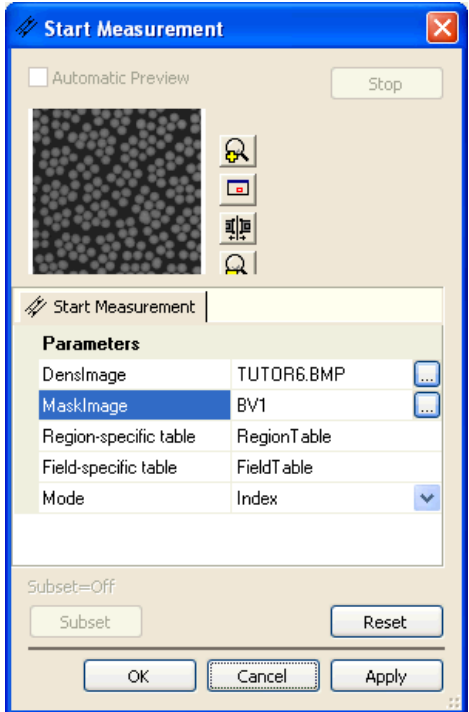 Start Measurement
Automatic Preview
Stop
Start Measurement
Parameters
DensImage TUTOR6.BMP ...
MaskImage BV1 ...
Region-specific table RegionTable
Field-specific table FieldTable
Mode Index
Subset=Off
Subset Reset
OK Cancel Apply